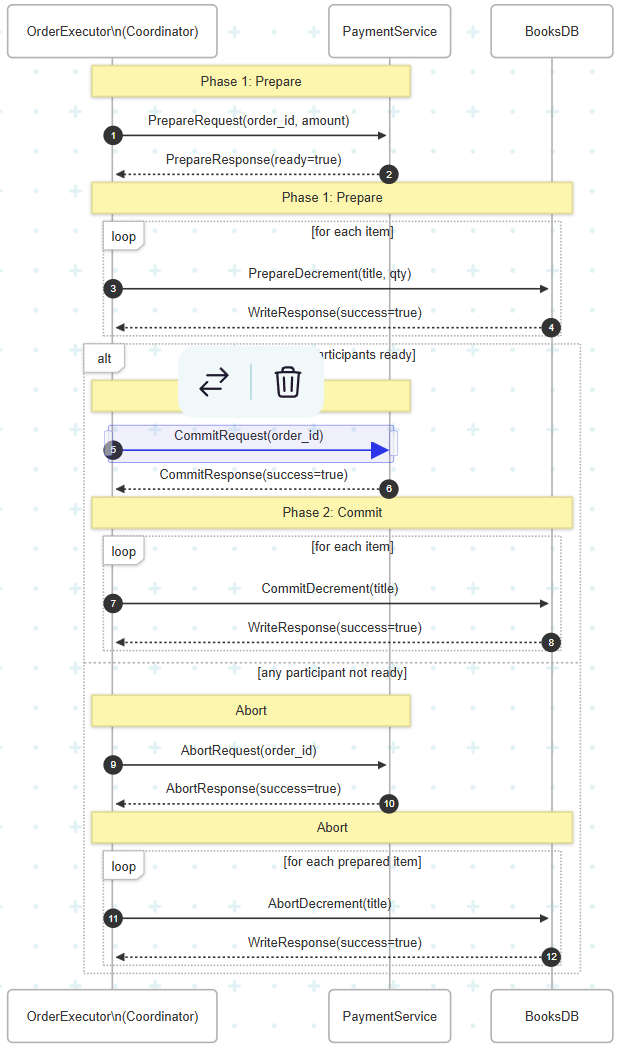 OrderExecutor\n(Coordinator)
PaymentService
BooksDB
Phase 1: Prepare
PrepareRequest(order_id, amount)
1
PrepareResponse(ready=true)
2
Phase 1: Prepare
loop
[for each item]
PrepareDecrement(title, qty)
3
WriteResponse(success=true)
4
alt
participants ready]
CommitRequest(order_id)
5
CommitResponse(success=true)
6
Phase 2: Commit
loop
[for each item]
CommitDecrement(title)
7
WriteResponse(success=true)
8
[any participant not ready]
Abort
AbortRequest(order_id)
9
AbortResponse(success=true)
10
Abort
loop
[for each prepared item]
AbortDecrement(title)
11
WriteResponse(success=true)
12
OrderExecutor\n(Coordinator)
PaymentService
BooksDB